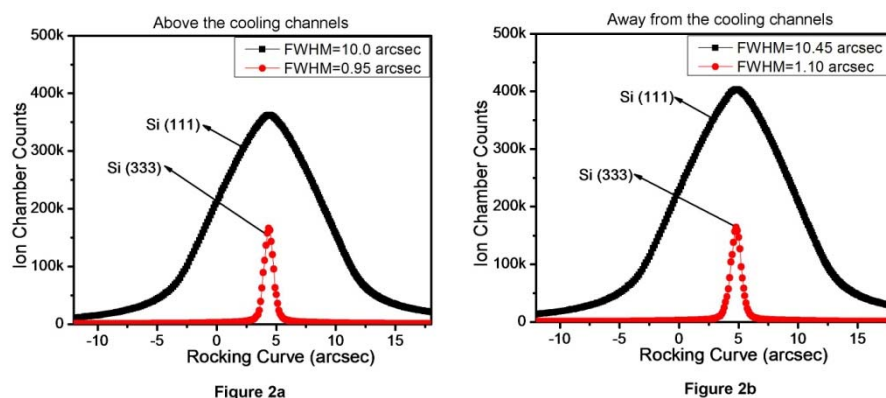 Above the cooling channels
500k
400k
300k
200k
100k
0
Ion Chamber Counts
FWHM=10.0 arcsec
FWHM=0.95 arcsec
Si (111)
Si (333)
-10 -5 0 5 10 15
Rocking Curve (arcsec)
Figure 2a
Away from the cooling channels
500k
400k
300k
200k
100k
0
Ion Chamber Counts
FWHM=10.45 arcsec
FWHM=1.10 arcsec
Si (111)
Si (333)
-10 -5 0 5 10 15
Rocking Curve (arcsec)
Figure 2b